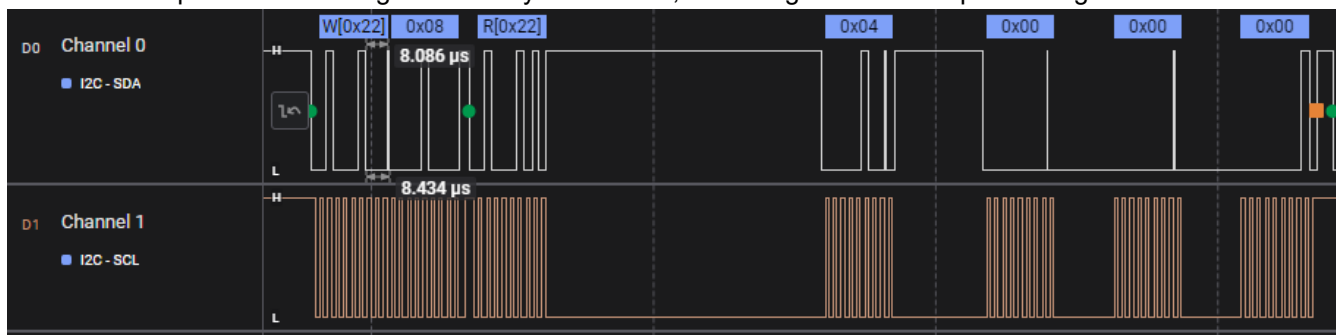 W[0x22] 0x08 R[0x22] 0x04 0x00 0x00 0x00
D0 Channel 0
H
8.086 µs
I2C - SDA
L
8.434 µs
H
D1 Channel 1
I2C - SCL
L